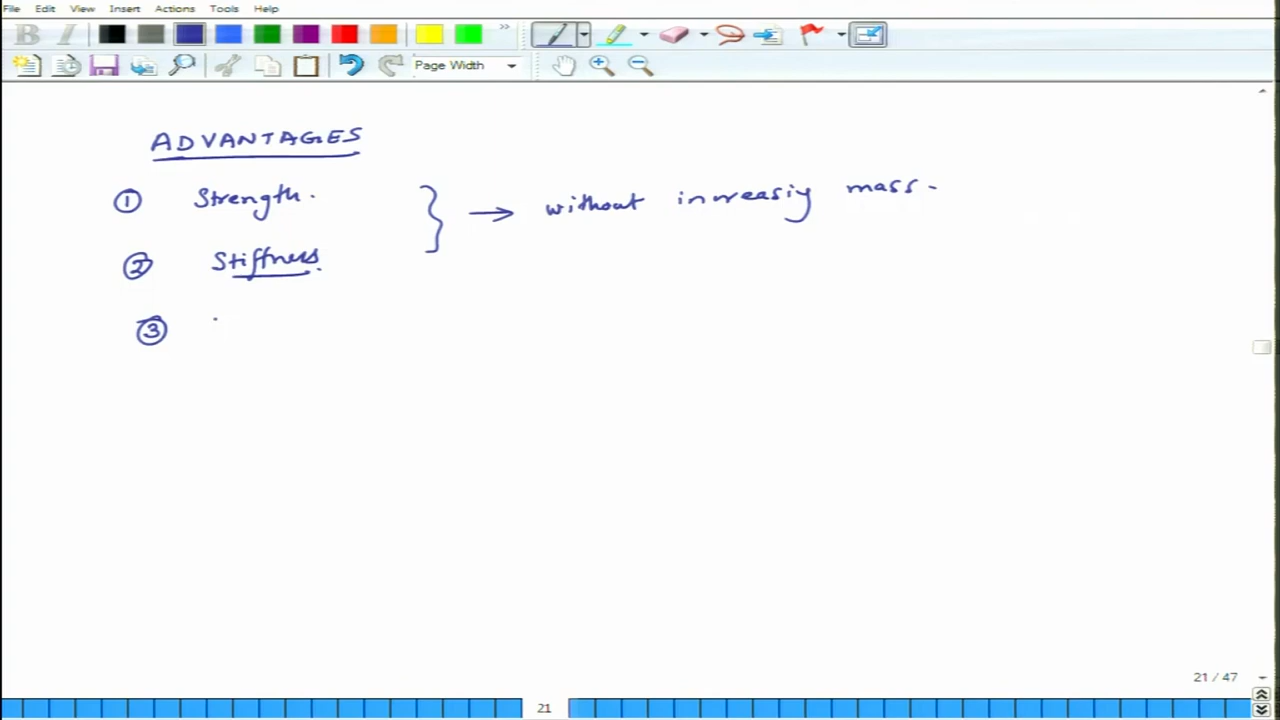 File Edit View Insert Actions Tools Help
B I Page Width
ADVANTAGES
① Strength. } → without increasiy mass.
② Stiffness.
③
21 / 47
21